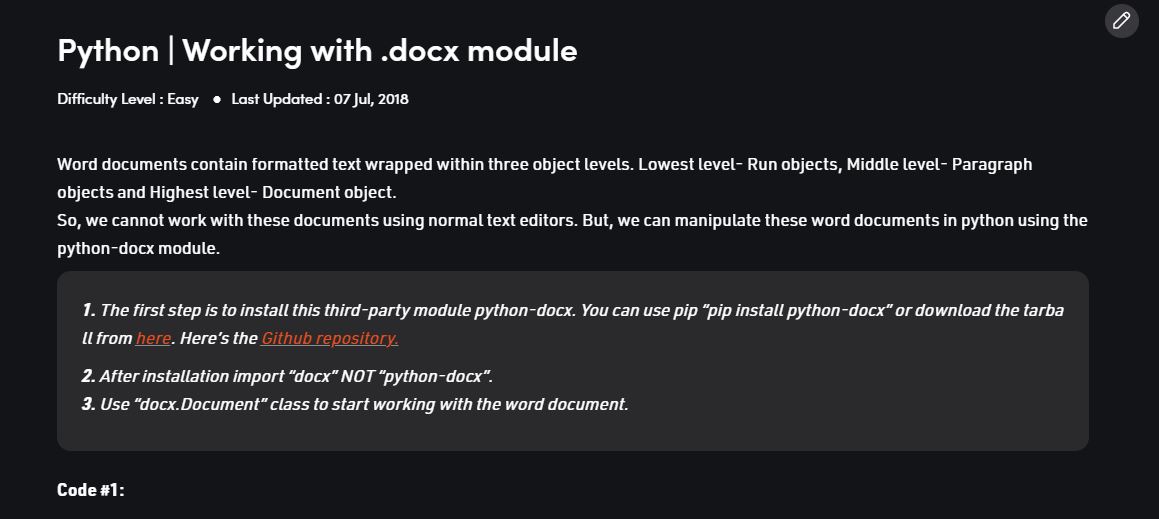 Python | Working with .docx module
Difficulty Level : Easy ● Last Updated : 07 Jul, 2018
Word documents contain formatted text wrapped within three object levels. Lowest level- Run objects, Middle level- Paragraph
objects and Highest level- Document object.
So, we cannot work with these documents using normal text editors. But, we can manipulate these word documents in python using the
python-docx module.
1. The first step is to install this third-party module python-docx. You can use pip “pip install python-docx” or download the tarba
ll from here. Here’s the Github repository.
2. After installation import “docx” NOT “python-docx”.
3. Use “docx.Document” class to start working with the word document.
Code #1: